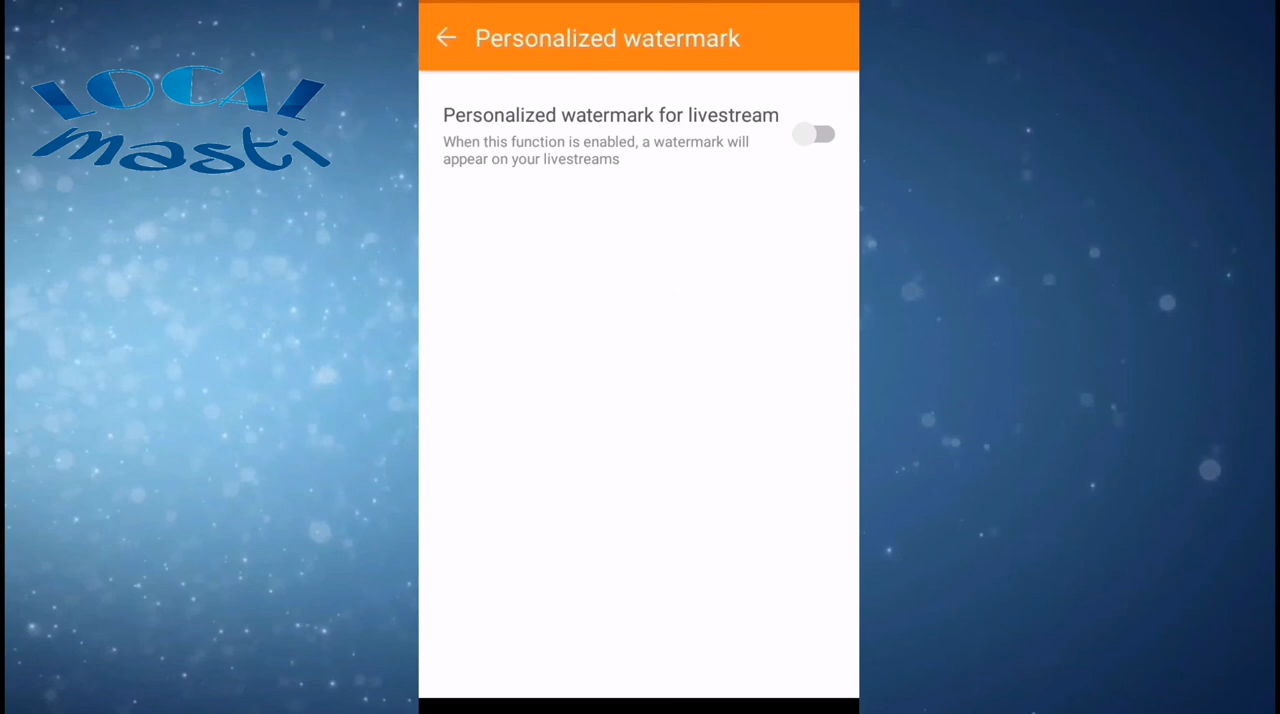 LOCAL
masti
Personalized watermark
Personalized watermark for livestream
When this function is enabled, a watermark will
appear on your livestreams